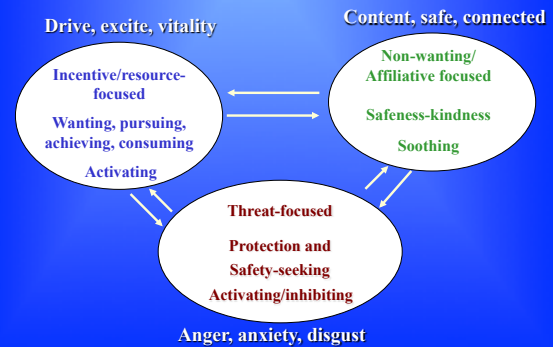 Drive, excite, vitality
Incentive/resource-
focused
Wanting, pursuing,
achieving, consuming
Activating
Content, safe, connected
Non-wanting/
Affiliative focused
Safeness-kindness
Soothing
Threat-focused
Protection and
Safety-seeking
Activating/inhibiting
Anger, anxiety, disgust